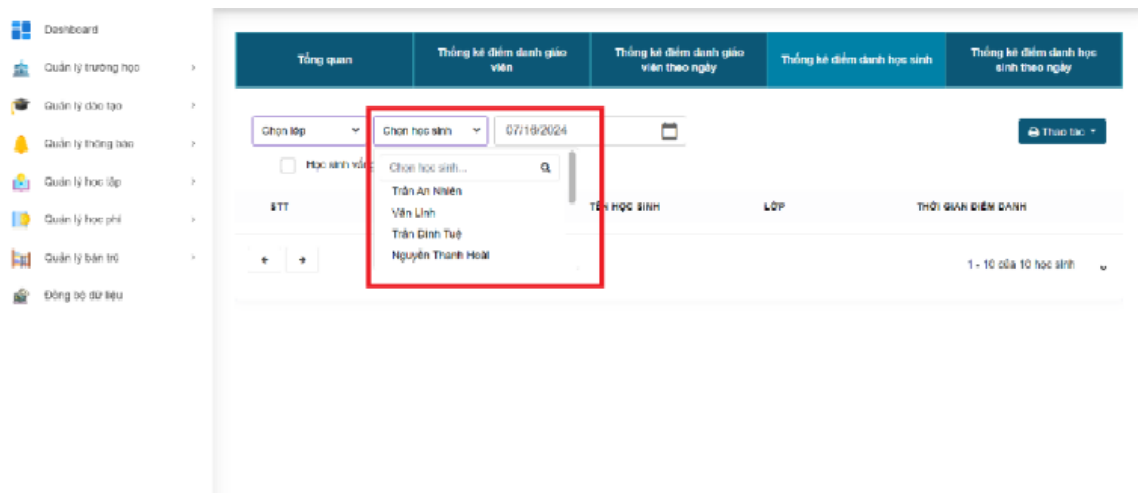 Dashboard
Quản lý trường học
Quản lý đào tạo
Quản lý thông báo
Quản lý học tập
Quản lý học phí
Quản lý bán trú
Đồng bộ dữ liệu
Tổng quan
Thống kê điểm danh giáo
viên
Thống kê điểm danh giáo
viên theo ngày
Thống kê điểm danh học sinh
Thống kê điểm danh học
sinh theo ngày
Chọn lớp
Chọn học sinh
07/16/2024
Thao tác
Học sinh vắng
Chọn học sinh...
Trần An Nhiên
Văn Linh
Trần Đình Tuệ
Nguyễn Thanh Hoài
STT
TÊN HỌC SINH
LỚP
THỜI GIAN ĐIỂM DANH
1 - 10 của 10 học sinh